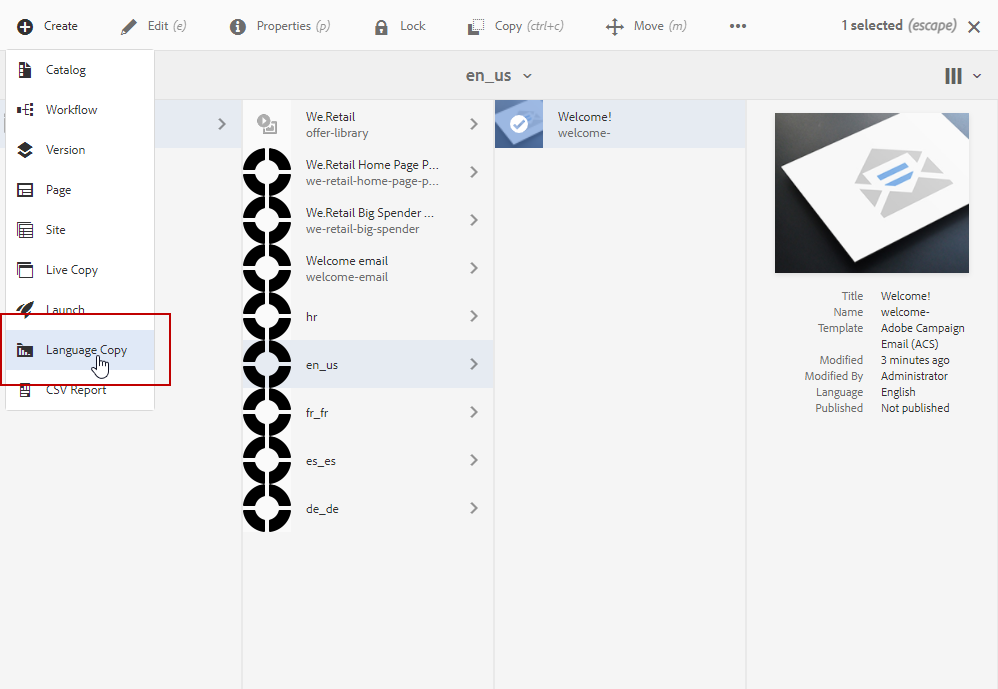 Create
Edit (e)
Properties (p)
Lock
Copy (ctrl+c)
Move (m)
1 selected (escape)
en_us
Catalog
Workflow
Version
Page
Site
Live Copy
Launch
Language Copy
CSV Report
We.Retail
offer-library
We.Retail Home Page P...
we-retail-home-page-p...
We.Retail Big Spender ...
we-retail-big-spender
Welcome email
welcome-email
hr
en_us
fr_fr
es_es
de_de
Welcome!
welcome-
Title Welcome!
Name welcome-
Template Adobe Campaign
Email (ACS)
Modified 3 minutes ago
Modified By Administrator
Language English
Published Not published